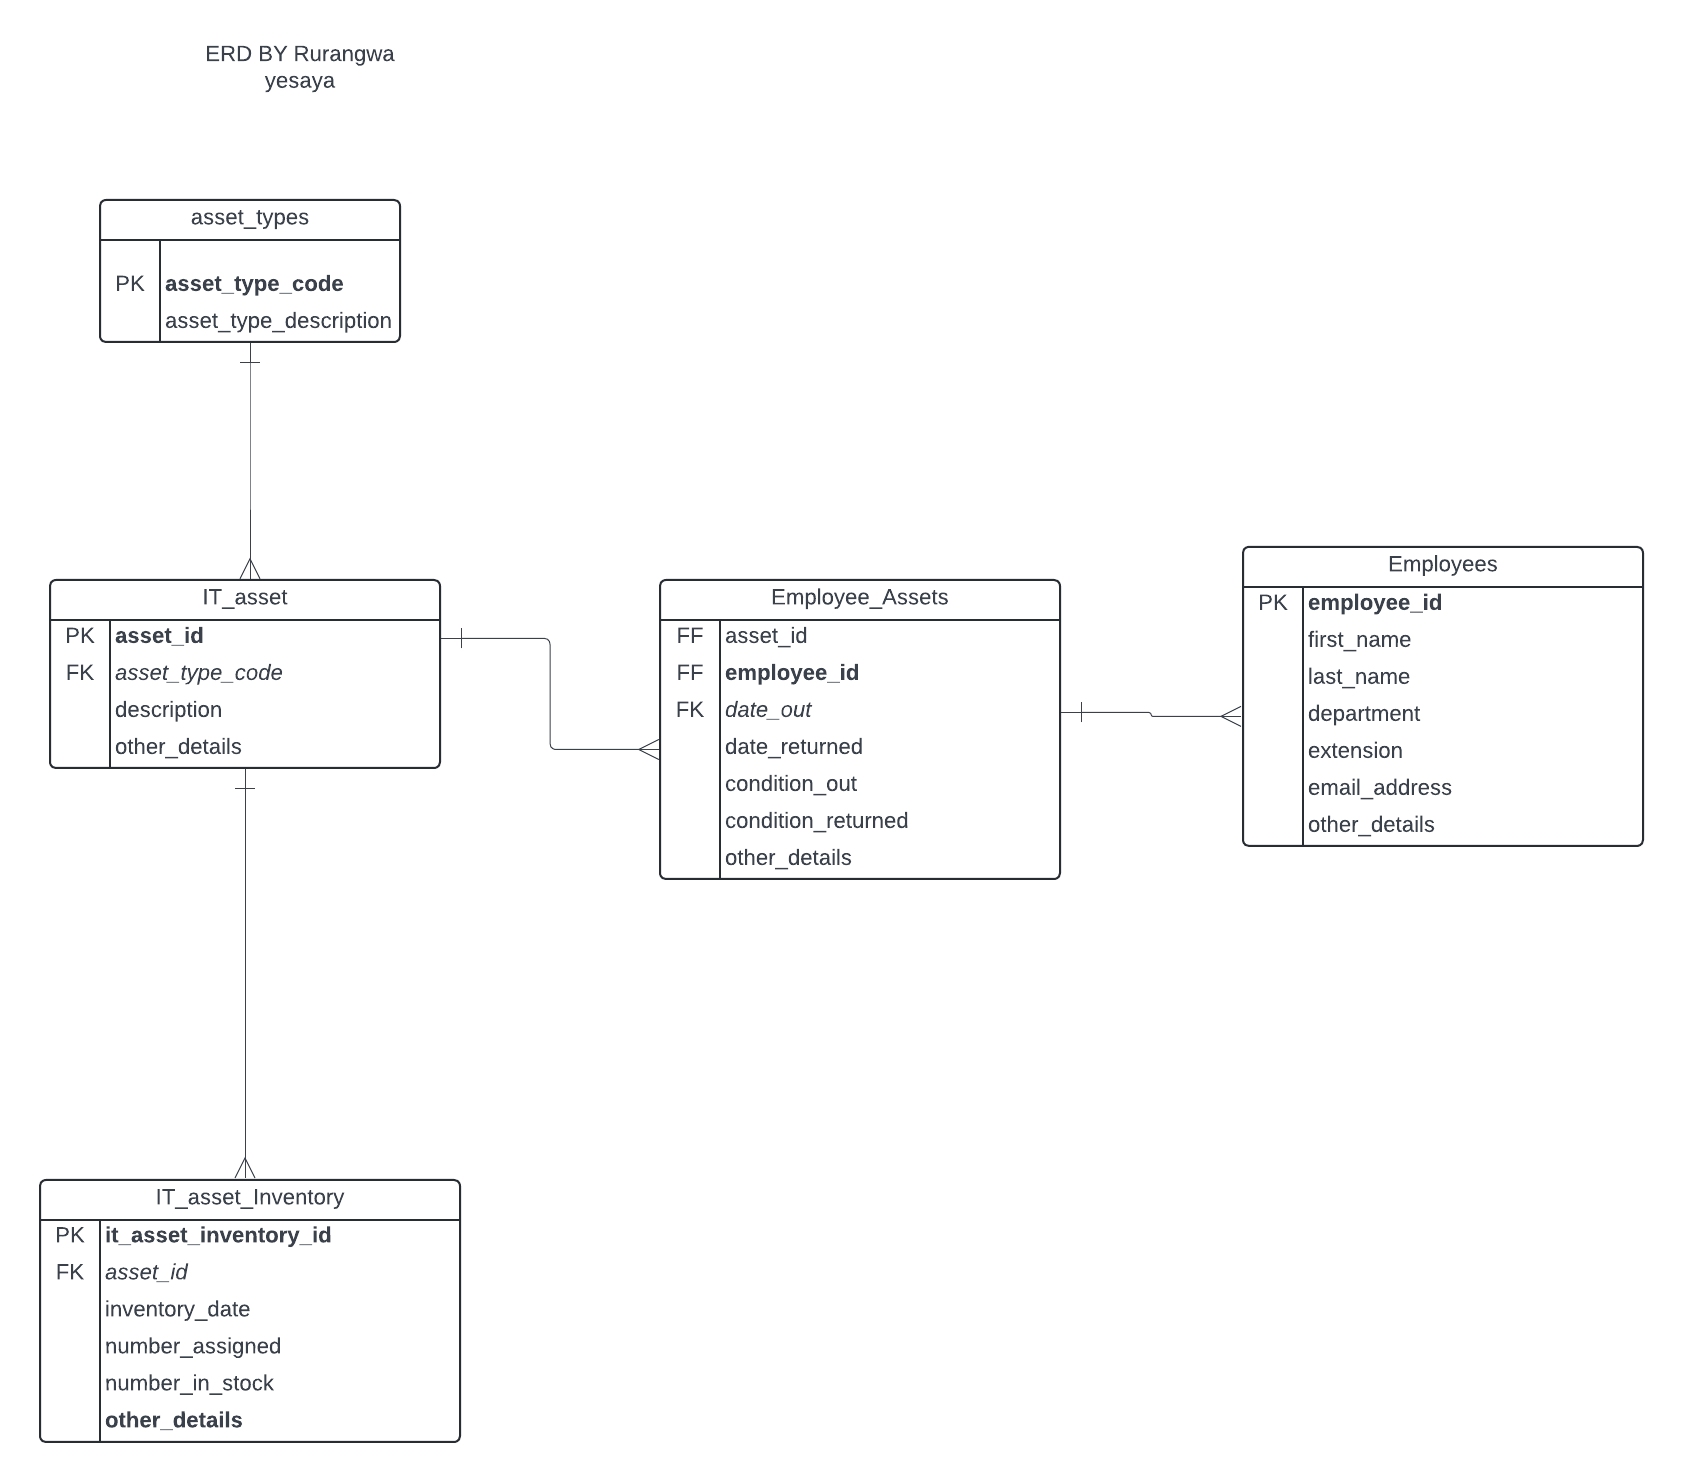 ERD BY Rurangwa
yesaya
asset_types
PK asset_type_code
asset_type_description
IT_asset
PK asset_id
FK asset_type_code
description
other_details
Employee_Assets
FF asset_id
FF employee_id
FK date_out
date_returned
condition_out
condition_returned
other_details
Employees
PK employee_id
first_name
last_name
department
extension
email_address
other_details
IT_asset_Inventory
PK it_asset_inventory_id
FK asset_id
inventory_date
number_assigned
number_in_stock
other_details